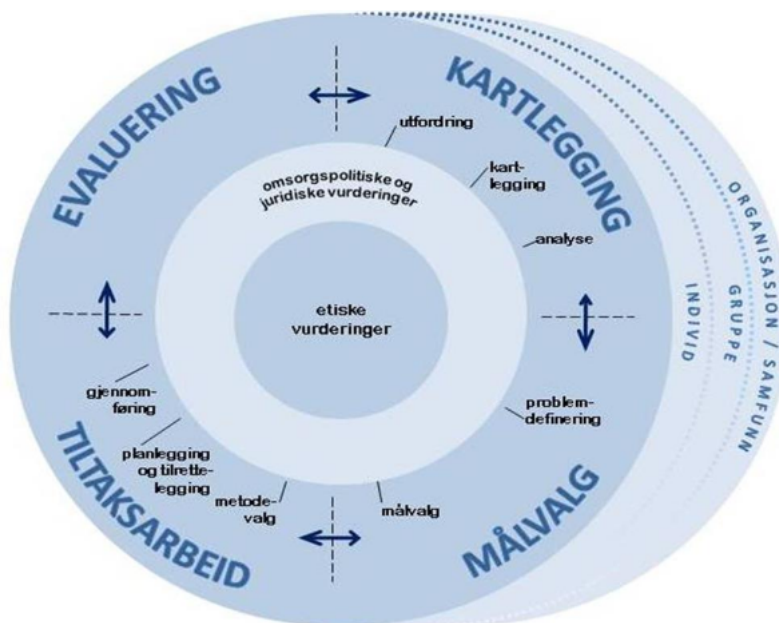 EVALUERING
KARTLEGGING
utfordring
kart-
legging
analyse
omsorgspolitiske og
juridiske vurderinger
etiske
vurderinger
problem-
definering
MÅLVALG
målvalg
metode-
valg
planlegging
og tilrette-
legging
gjennom-
føring
TILTAKSARBEID
INDIVID
GRUPPE
ORGANISASJON / SAMFUNN